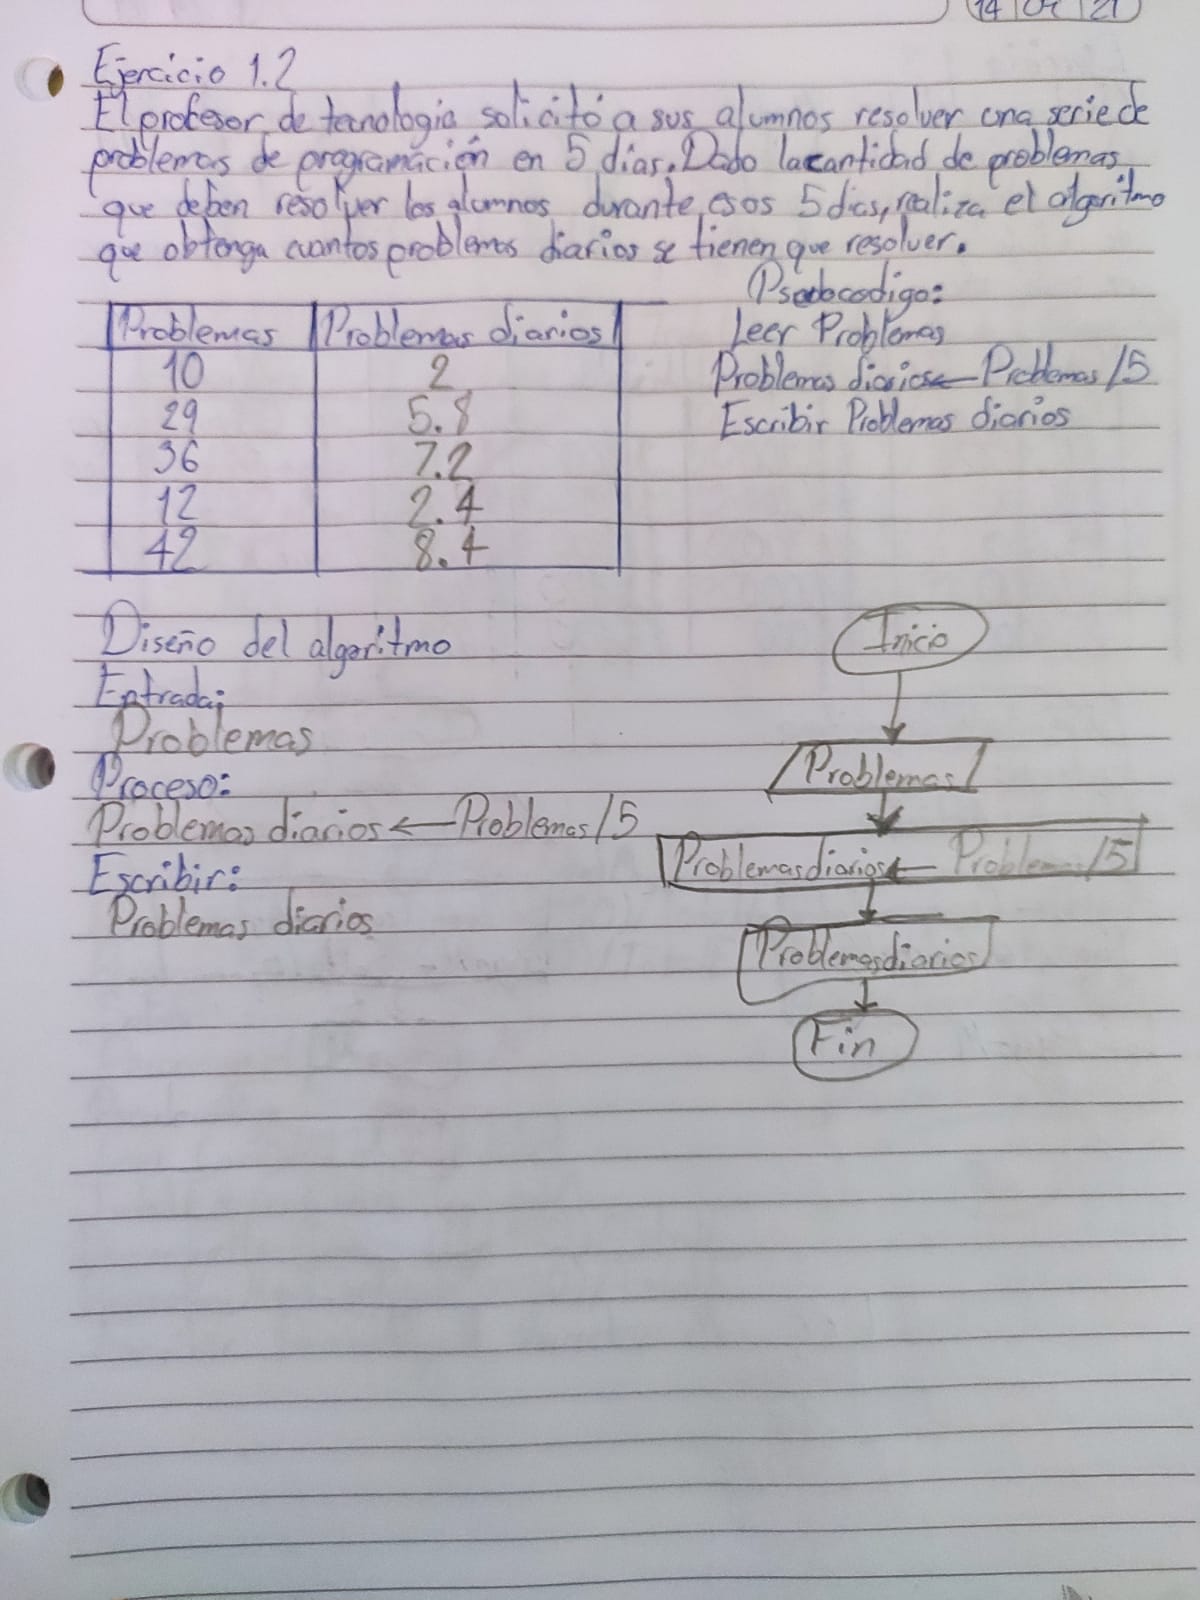 14 04 21
Ejercicio 1.2
El profesor de tecnologia solicitó a sus alumnos resolver una serie de
problemas de programación en 5 días. Dado la cantidad de problemas
que deben resolver los alumnos durante esos 5 dias, realiza el algoritmo
que obtenga cuantos problemas diarios se tienen que resolver.
Problemas Problemas diarios
10 2
29 5.8
36 7.2
12 2.4
42 8.4
Leer Problemas
Problemas diarios ← Problemas /5
Escribir Problemas diarios
Diseño del algoritmo
Entrada:
Problemas
Proceso:
Problemas diarios ← Problemas /5
Escribir:
Problemas diarios
Inicio
Problemas
Problemas diarios ← Problem /5
Problemas diarios
Fin